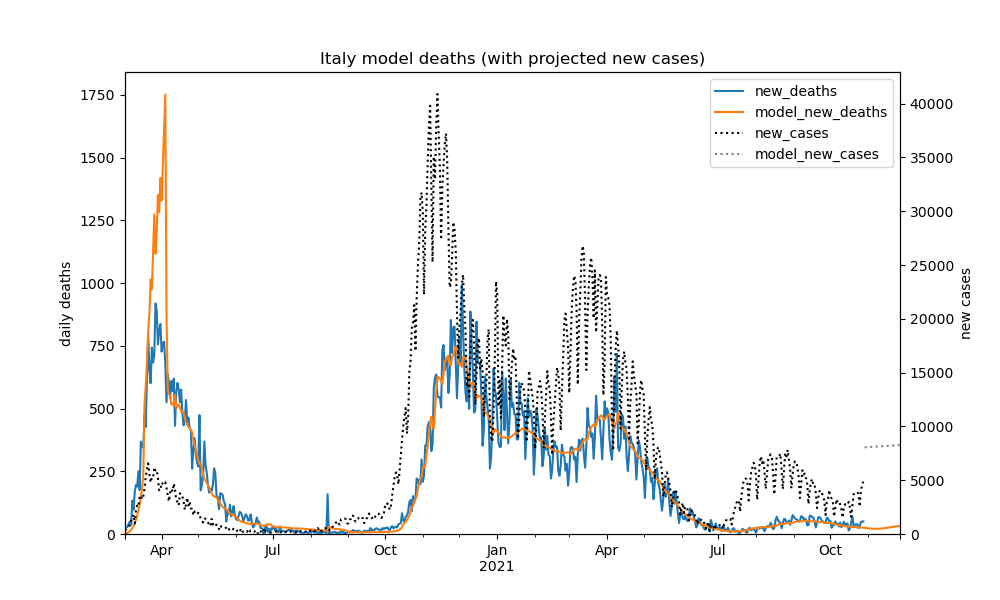 Italy model deaths (with projected new cases)
new_deaths
model_new_deaths
new_cases
model_new_cases
1750
1500
1250
1000
750
500
250
0
daily deaths
40000
35000
30000
25000
20000
15000
10000
5000
0
new cases
Apr Jul Oct Jan Apr Jul Oct
2021